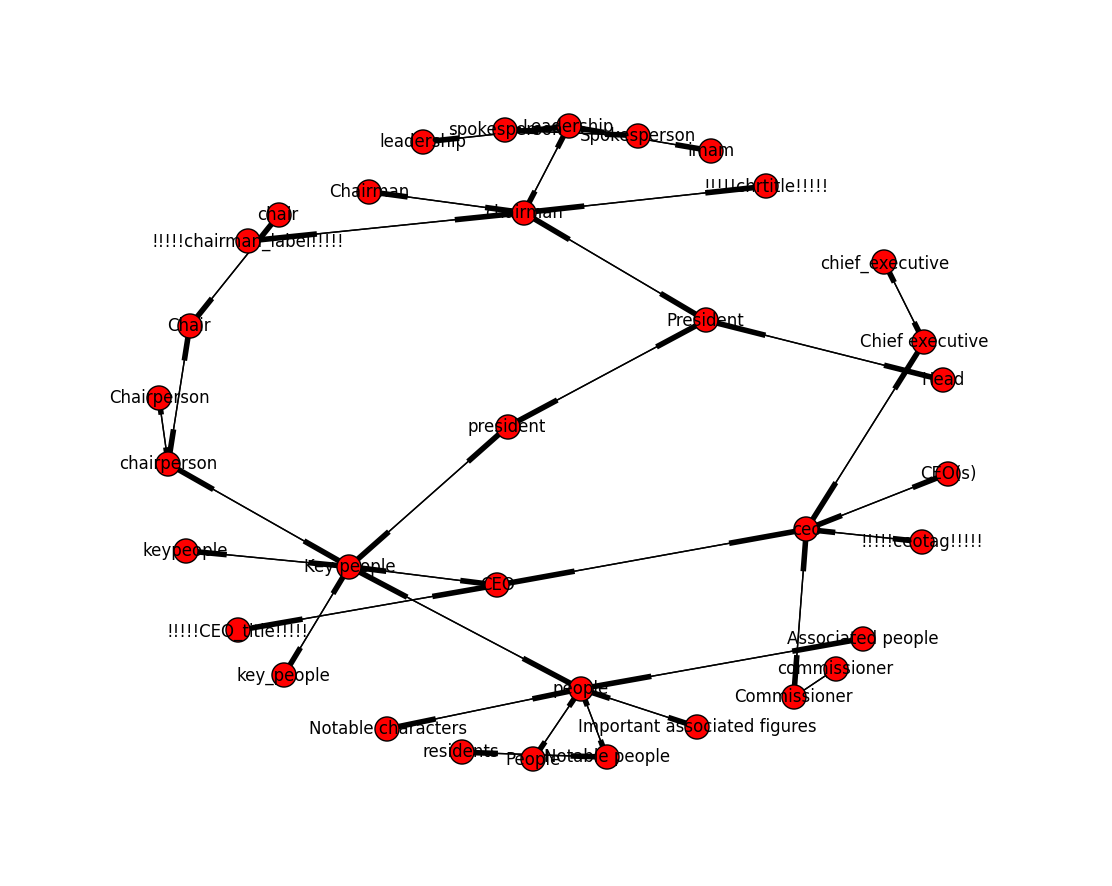 Leadership
spokesperson
Spokesperson
leadership
imam
!!!!!chrtitle!!!!!
Chairman
chairman
chair
!!!!!chairman_label!!!!!
chief_executive
President
Chair
Chief executive
Head
Chairperson
president
chairperson
CEO(s)
ceo
!!!!!ceotag!!!!!
keypeople
Key people
CEO
!!!!!CEO_title!!!!!
Associated people
commissioner
key_people
people
Commissioner
Notable characters
Important associated figures
residents
People
Notable people